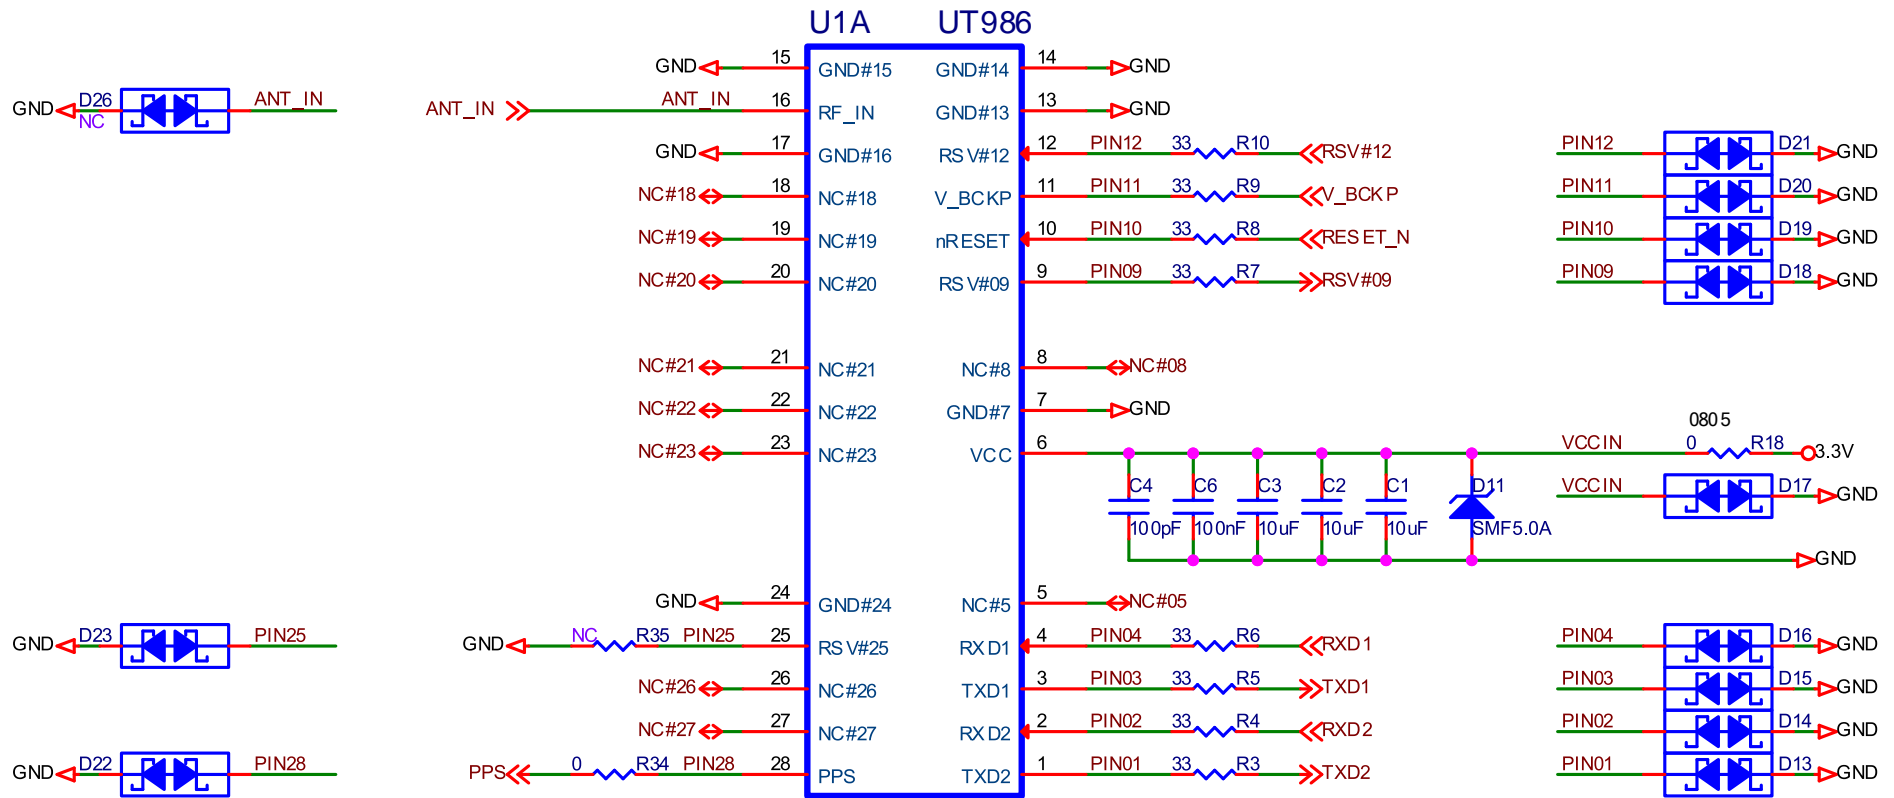 U1A UT986
GND 15 GND#15 GND#14 14 GND
GND D26 NC ANT_IN ANT_IN ANT_IN 16 RF_IN GND#13 13 GND
GND 17 GND#16 RSV#12 12 PIN12 33 R10 RSV#12 PIN12 D21 GND
NC#18 18 NC#18 V_BCKP 11 PIN11 33 R9 V_BCKP PIN11 D20 GND
NC#19 19 NC#19 nRESET 10 PIN10 33 R8 RESET_N PIN10 D19 GND
NC#20 20 NC#20 RSV#09 9 PIN09 33 R7 RSV#09 PIN09 D18 GND
NC#21 21 NC#21 NC#8 8 NC#08
NC#22 22 NC#22 GND#7 7 GND
0805
NC#23 23 NC#23 VCC 6 VCCIN 0 R18 3.3V
C4 C6 C3 C2 C1 D11 VCCIN D17 GND
100pF 100nF 10uF 10uF 10uF SMF5.0A
GND
GND 24 GND#24 NC#5 5 NC#05
GND D23 PIN25 GND NC R35 PIN25 25 RSV#25 RXD1 4 PIN04 33 R6 RXD1 PIN04 D16 GND
NC#26 26 NC#26 TXD1 3 PIN03 33 R5 TXD1 PIN03 D15 GND
NC#27 27 NC#27 RXD2 2 PIN02 33 R4 RXD2 PIN02 D14 GND
GND D22 PIN28 PPS 0 R34 PIN28 28 PPS TXD2 1 PIN01 33 R3 TXD2 PIN01 D13 GND